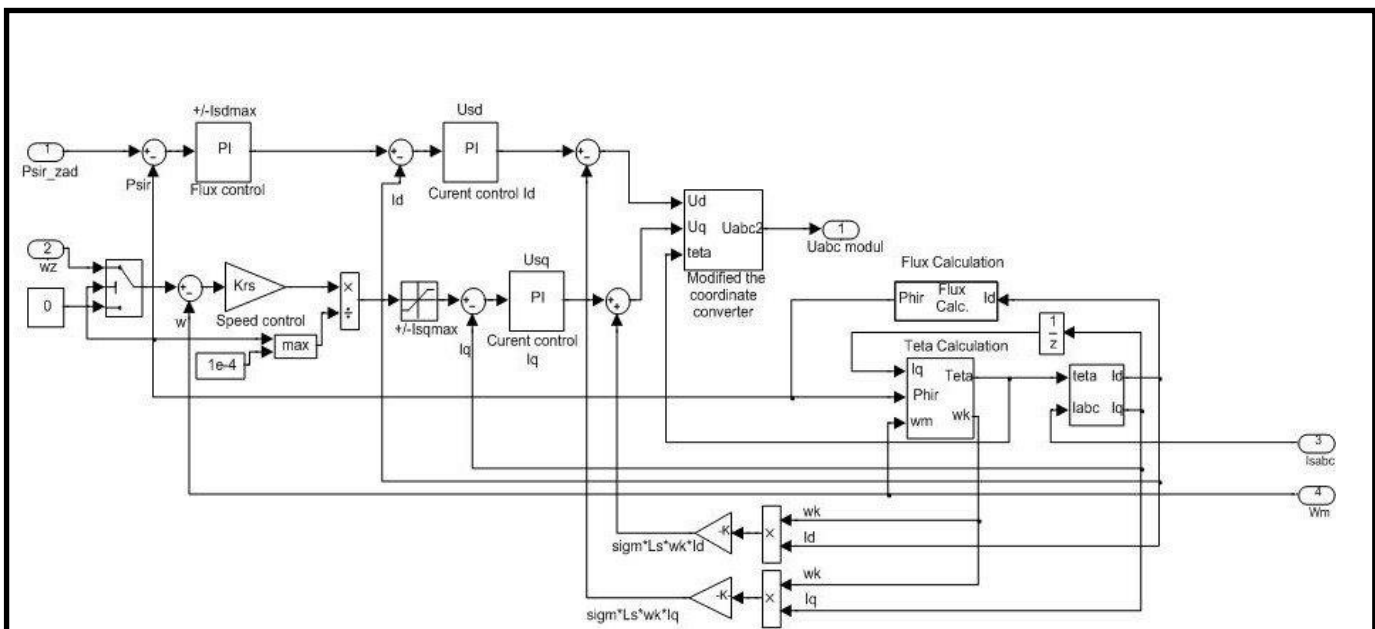 +/-Isdmax
Usd
1
PI
PI
Psir_zad
Psir
Flux control
Id
Curent control Id
Ud
Uq
teta
Uabc2
1
Uabc modul
Modified the
coordinate
converter
2
wz
0
w
Krs
Speed control
×
÷
max
1e-4
+/-Isqmax
Iq
Usq
PI
Curent control
Iq
Flux Calculation
Phir
Flux
Calc.
Id
1
z
Teta Calculation
Iq
Phir
wm
Teta
wk
teta
Iabc
Id
Iq
3
Isabc
4
Wm
wk
Id
×
-K
sigm*Ls*wk*Id
wk
Iq
×
-K-
sigm*Ls*wk*Iq